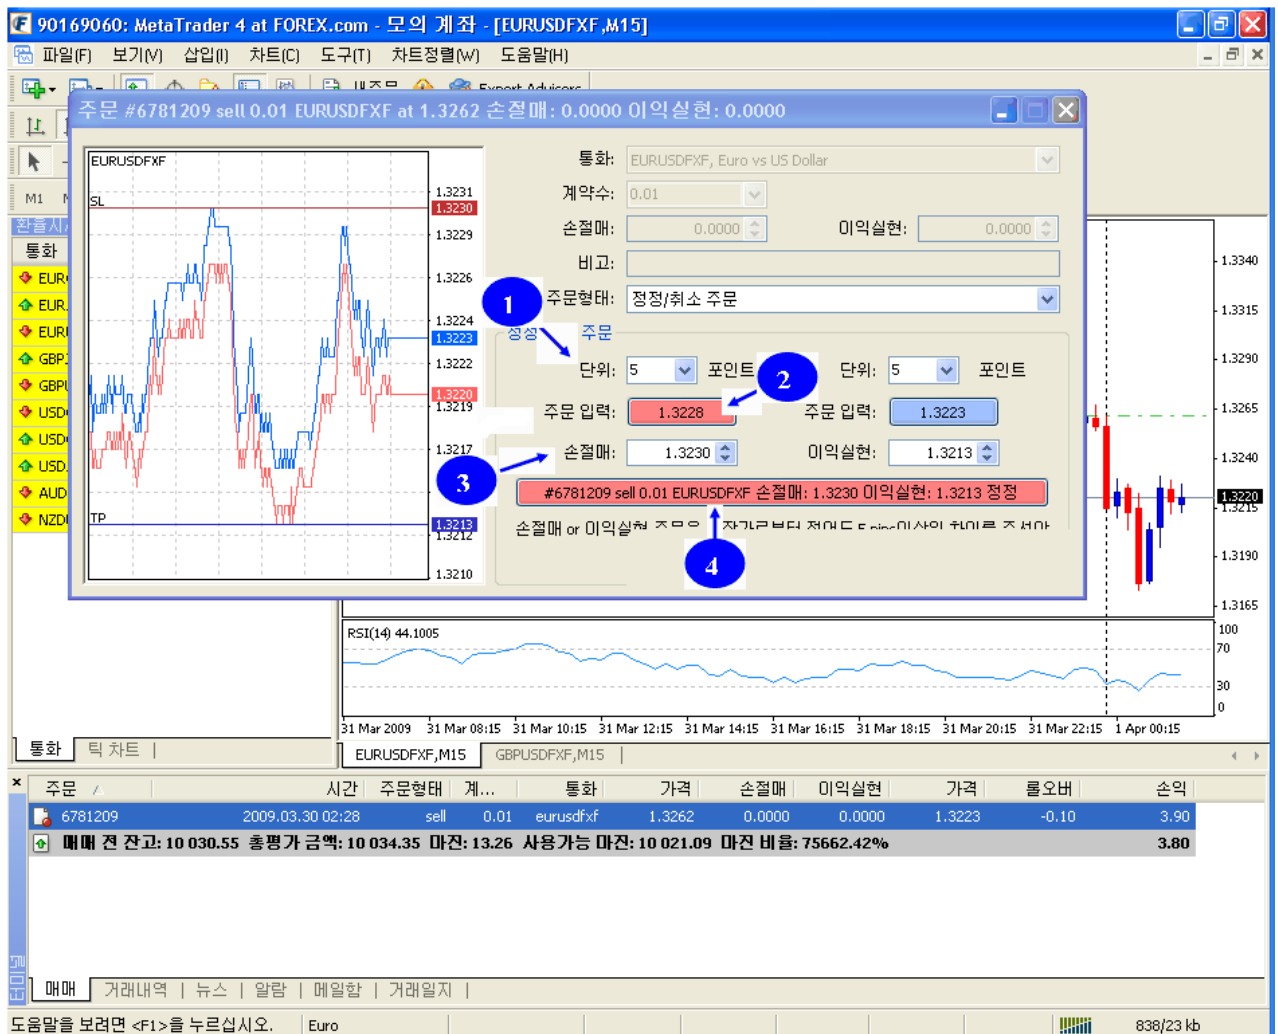 90169060: MetaTrader 4 at FOREX.com - 모의 계좌 - [EURUSDFXF,M15]
파일(F) 보기(V) 삽입(I) 차트(C) 도구(T) 차트정렬(W) 도움말(H)
주문 #6781209 sell 0.01 EURUSDFXF at 1.3262 손절매: 0.0000 이익실현: 0.0000
M1
통화
EUR
EUR
EUR
GBP
GBP
USD
USD
USD
AUD
NZD
EURUSDFXF
SL
1.3231
1.3230
1.3229
1.3226
1.3224
1.3223
1.3222
1.3220
1.3219
1.3217
TP
1.3213
1.3212
1.3210
통화: EURUSDFXF, Euro vs US Dollar
계약수: 0.01
손절매: 0.0000 이익실현: 0.0000
비고:
주문형태: 정정/취소 주문
1
주문
단위: 5 포인트 단위: 5 포인트
2
주문 입력: 1.3228 주문 입력: 1.3223
손절매: 1.3230 이익실현: 1.3213
3
#6781209 sell 0.01 EURUSDFXF 손절매: 1.3230 이익실현: 1.3213 정정
손절매 or 이익실현
4
1.3340
1.3315
1.3290
1.3265
1.3240
1.3220
1.3215
1.3190
1.3165
RSI(14) 44.1005
100
70
30
0
31 Mar 2009 31 Mar 08:15 31 Mar 10:15 31 Mar 12:15 31 Mar 14:15 31 Mar 16:15 31 Mar 18:15 31 Mar 20:15 31 Mar 22:15 1 Apr 00:15
통화 틱 차트
EURUSDFXF,M15 GBPUSDFXF,M15
주문 시간 주문형태 계... 통화 가격 손절매 이익실현 가격 롤오버 손익
6781209 2009.03.30 02:28 sell 0.01 eurusdfxf 1.3262 0.0000 0.0000 1.3223 -0.10 3.90
매매 전 잔고: 10 030.55 총평가 금액: 10 034.35 마진: 13.26 사용가능 마진: 10 021.09 마진 비율: 75662.42% 3.80
터미널
매매 거래내역 뉴스 알람 메일함 거래일지
도움말을 보려면 <F1>을 누르십시오. Euro 838/23 kb